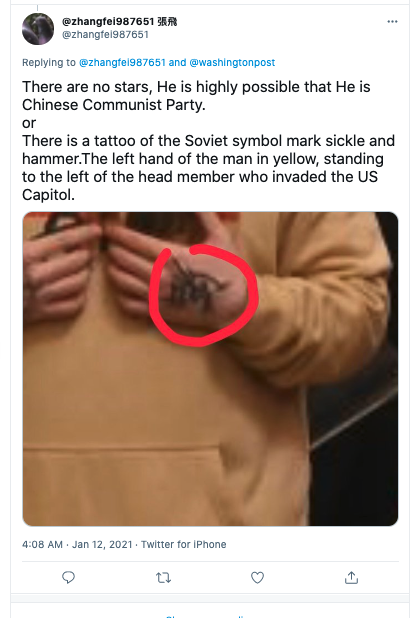 @zhangfei987651 張飛
@zhangfei987651
Replying to @zhangfei987651 and @washingtonpost
There are no stars, He is highly possible that He is
Chinese Communist Party.
or
There is a tattoo of the Soviet symbol mark sickle and
hammer.The left hand of the man in yellow, standing
to the left of the head member who invaded the US
Capitol.
4:08 AM · Jan 12, 2021 · Twitter for iPhone